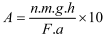 A = n.m.g.h / F.a × 10